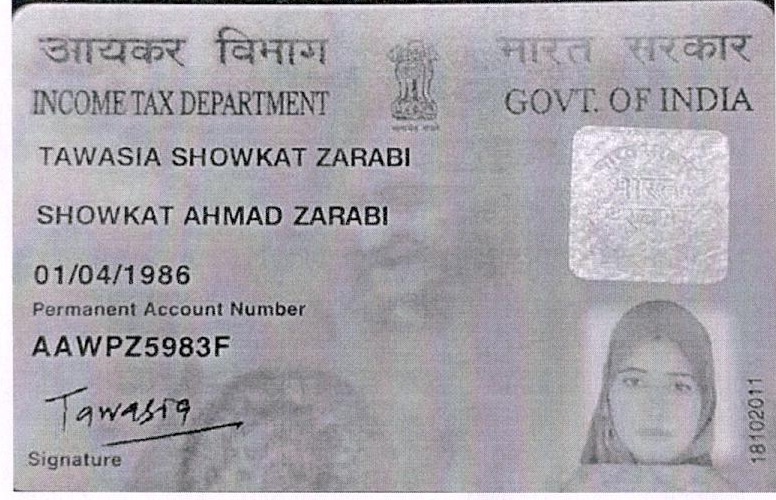 आयकर विभाग
भारत सरकार
INCOME TAX DEPARTMENT
GOVT. OF INDIA
TAWASIA SHOWKAT ZARABI
SHOWKAT AHMAD ZARABI
01/04/1986
Permanent Account Number
AAWPZ5983F
Tawasia
Signature
18102011